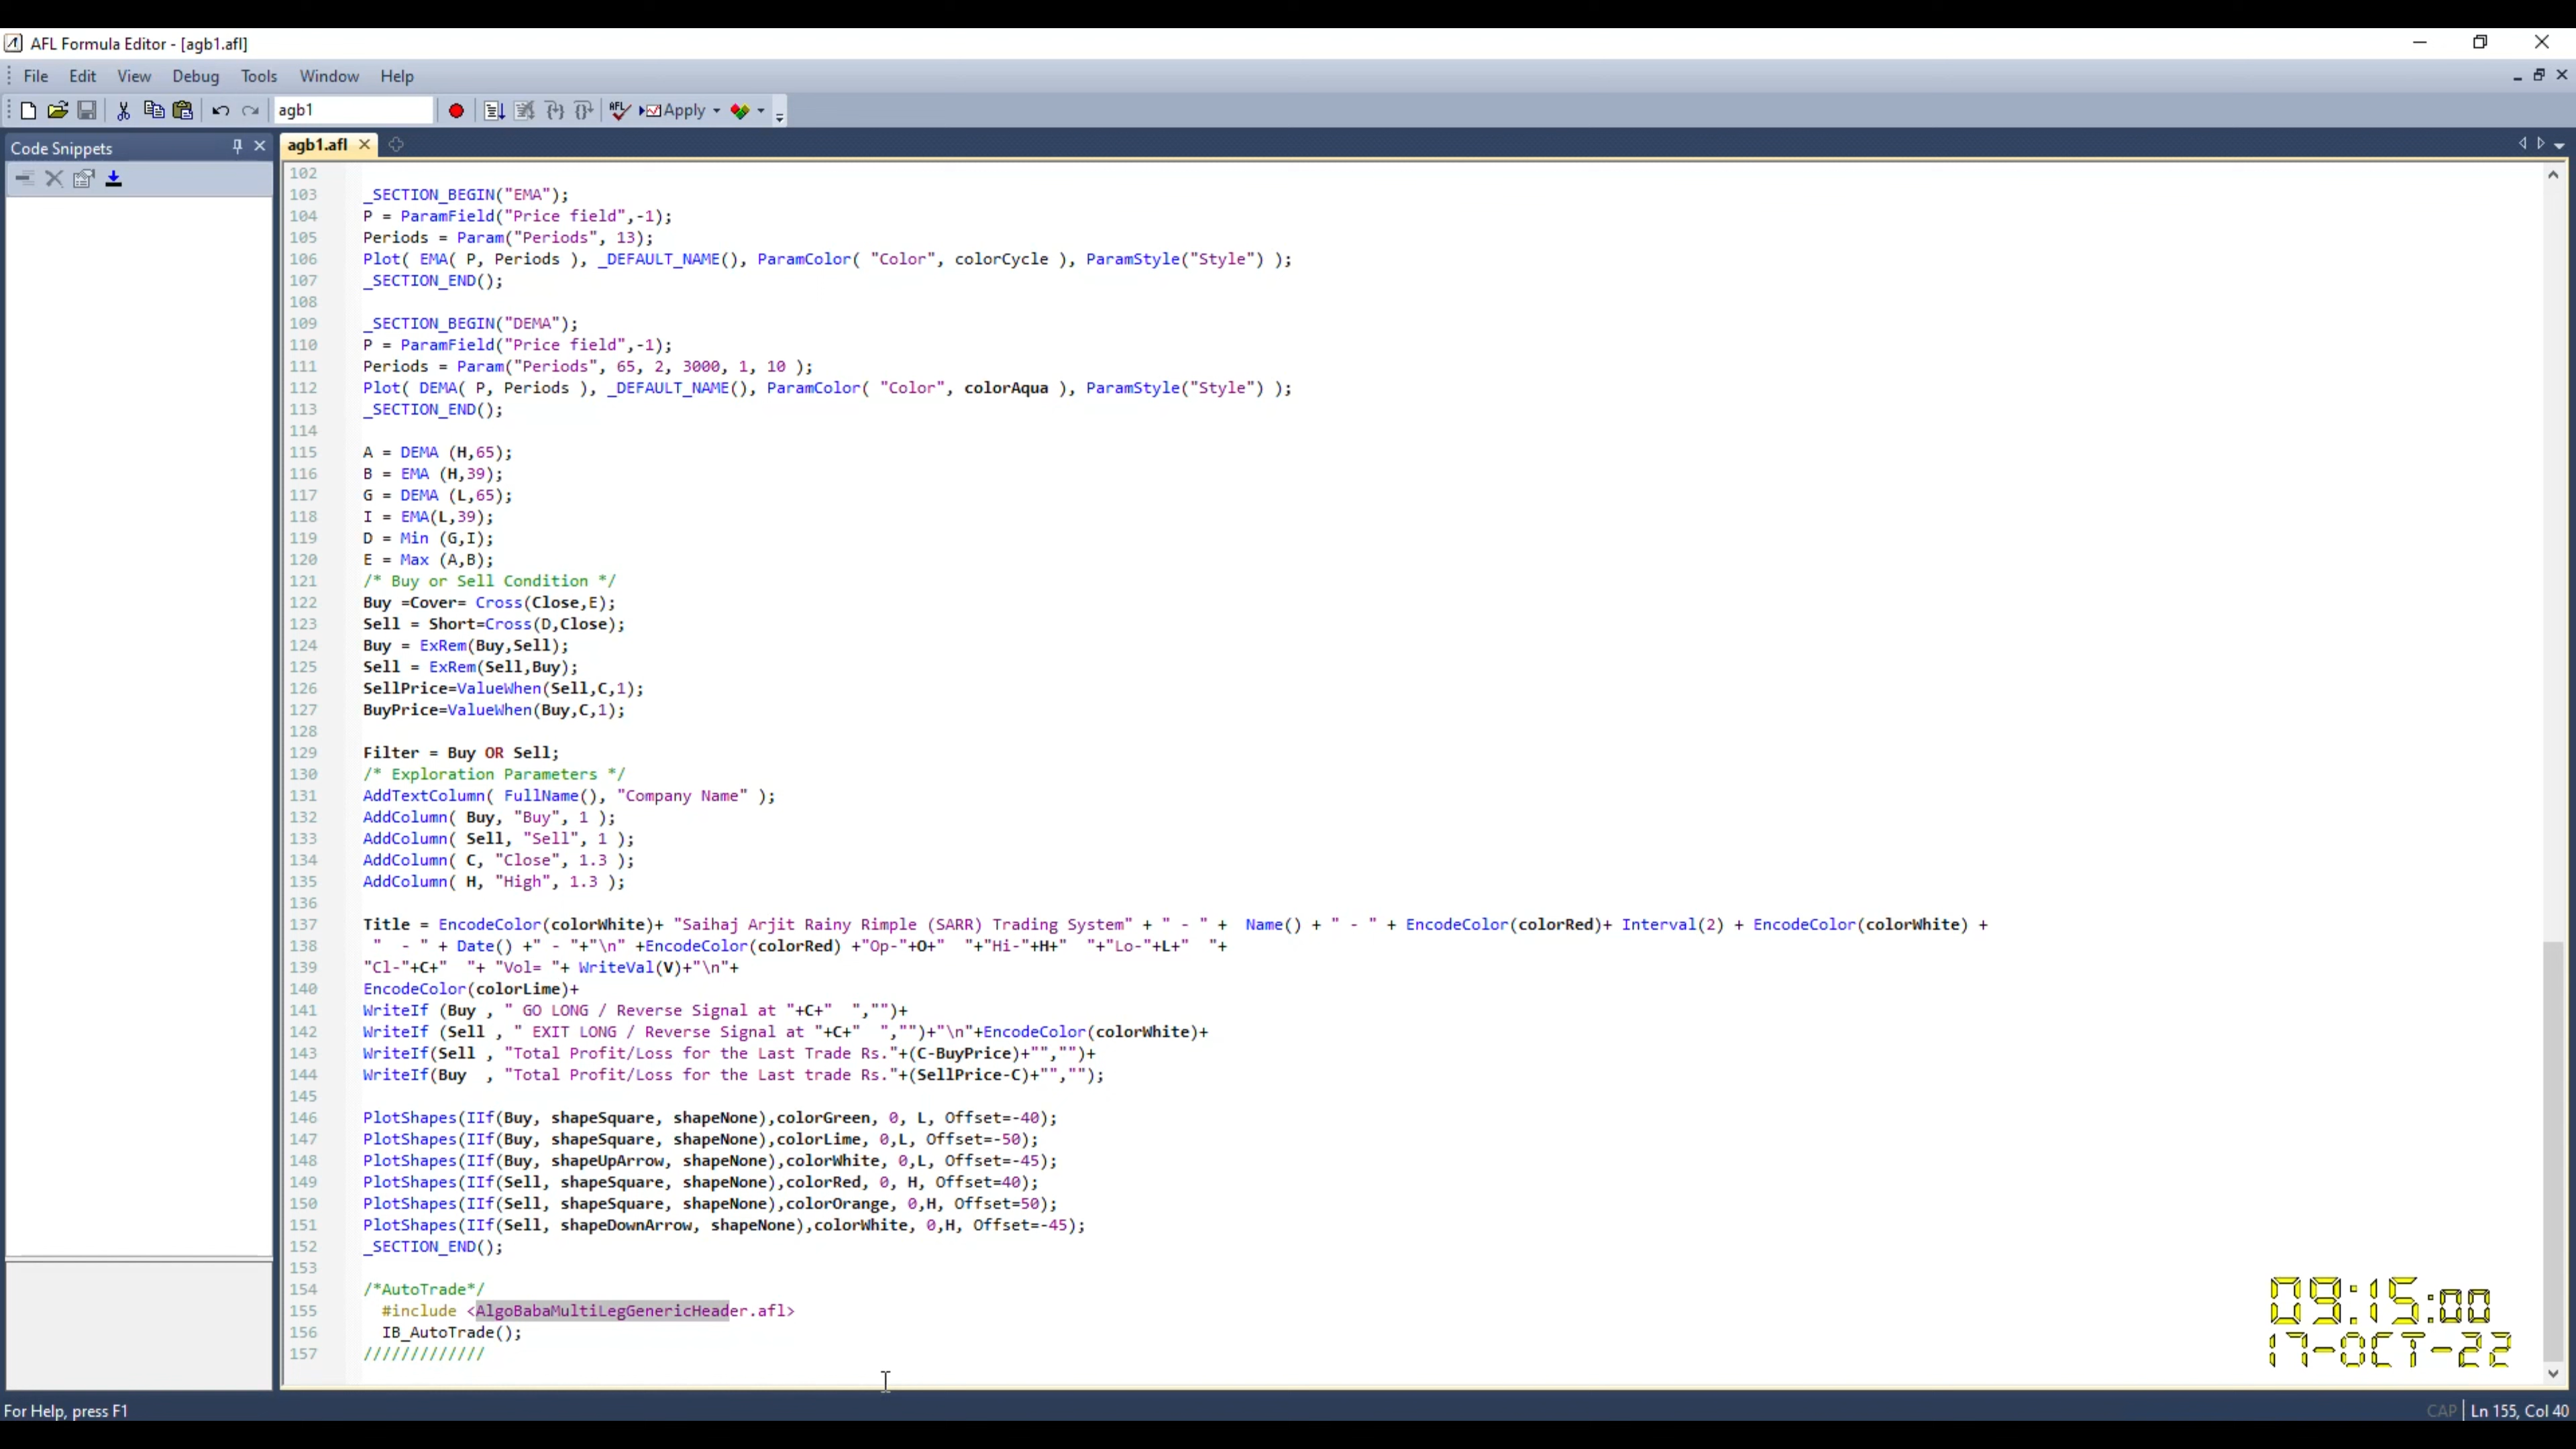 AFL Formula Editor - [agb1.afl]
File Edit View Debug Tools Window Help
agb1 Apply
Code Snippets
agb1.afl
102
103 _SECTION_BEGIN("EMA");
104 P = ParamField("Price field",-1);
105 Periods = Param("Periods", 13);
106 Plot( EMA( P, Periods ), _DEFAULT_NAME(), ParamColor( "Color", colorCycle ), ParamStyle("Style") );
107 _SECTION_END();
108
109 _SECTION_BEGIN("DEMA");
110 P = ParamField("Price field",-1);
111 Periods = Param("Periods", 65, 2, 3000, 1, 10 );
112 Plot( DEMA( P, Periods ), _DEFAULT_NAME(), ParamColor( "Color", colorAqua ), ParamStyle("Style") );
113 _SECTION_END();
114
115 A = DEMA (H,65);
116 B = EMA (H,39);
117 G = DEMA (L,65);
118 I = EMA(L,39);
119 D = Min (G,I);
120 E = Max (A,B);
121 /* Buy or Sell Condition */
122 Buy =Cover= Cross(Close,E);
123 Sell = Short=Cross(D,Close);
124 Buy = ExRem(Buy,Sell);
125 Sell = ExRem(Sell,Buy);
126 SellPrice=ValueWhen(Sell,C,1);
127 BuyPrice=ValueWhen(Buy,C,1);
128
129 Filter = Buy OR Sell;
130 /* Exploration Parameters */
131 AddTextColumn( FullName(), "Company Name" );
132 AddColumn( Buy, "Buy", 1 );
133 AddColumn( Sell, "Sell", 1 );
134 AddColumn( C, "Close", 1.3 );
135 AddColumn( H, "High", 1.3 );
136
137 Title = EncodeColor(colorWhite)+ "Saihaj Arjit Rainy Rimple (SARR) Trading System" + " - " +  Name() + " - " + EncodeColor(colorRed)+ Interval(2) + EncodeColor(colorWhite) +
138 "  - " + Date() +" - "+"\n" +EncodeColor(colorRed) +"Op-"+O+"  "+"Hi-"+H+"  "+"Lo-"+L+"  "+
139 "Cl-"+C+"  "+ "Vol= "+ WriteVal(V)+"\n"+
140 EncodeColor(colorLime)+
141 WriteIf (Buy , " GO LONG / Reverse Signal at "+C+"  ","")+
142 WriteIf (Sell , " EXIT LONG / Reverse Signal at "+C+"  ","")+"\n"+EncodeColor(colorWhite)+
143 WriteIf(Sell , "Total Profit/Loss for the Last Trade Rs."+(C-BuyPrice)+"","")+
144 WriteIf(Buy  , "Total Profit/Loss for the Last trade Rs."+(SellPrice-C)+"","");
145
146 PlotShapes(IIf(Buy, shapeSquare, shapeNone),colorGreen, 0, L, Offset=-40);
147 PlotShapes(IIf(Buy, shapeSquare, shapeNone),colorLime, 0,L, Offset=-50);
148 PlotShapes(IIf(Buy, shapeUpArrow, shapeNone),colorWhite, 0,L, Offset=-45);
149 PlotShapes(IIf(Sell, shapeSquare, shapeNone),colorRed, 0, H, Offset=40);
150 PlotShapes(IIf(Sell, shapeSquare, shapeNone),colorOrange, 0,H, Offset=50);
151 PlotShapes(IIf(Sell, shapeDownArrow, shapeNone),colorWhite, 0,H, Offset=-45);
152 _SECTION_END();
153
154 /*AutoTrade*/
155 #include <AlgoBabaMultiLegGenericHeader.afl>
156 IB_AutoTrade();
157 /////////////
09:15:00
17-OCT-22
For Help, press F1
CAP Ln 155, Col 40